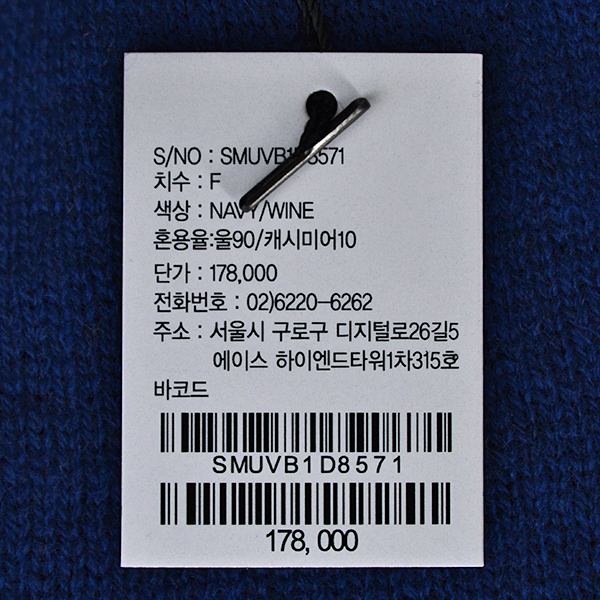 S/NO : SMUVB1D8571
치수 : F
색상 : NAVY/WINE
혼용율:울90/캐시미어10
단가 : 178,000
전화번호 : 02)6220-6262
주소 : 서울시 구로구 디지털로26길5
에이스 하이엔드타워1차315호
바코드
SMUVB1D8571
178, 000